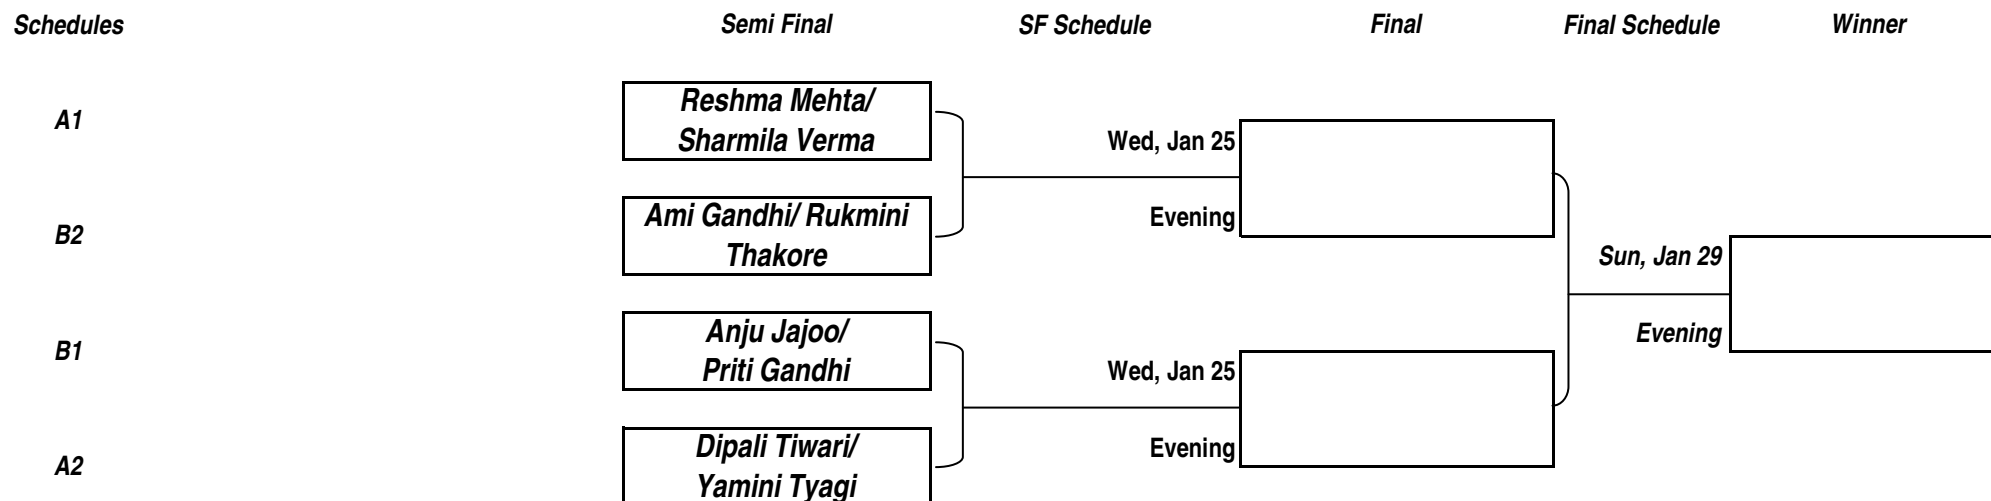 Schedules Semi Final SF Schedule Final Final Schedule Winner
A1
Reshma Mehta/
Sharmila Verma
Wed, Jan 25
Evening
B2
Ami Gandhi/ Rukmini
Thakore
Sun, Jan 29
Evening
B1
Anju Jajoo/
Priti Gandhi
Wed, Jan 25
Evening
A2
Dipali Tiwari/
Yamini Tyagi